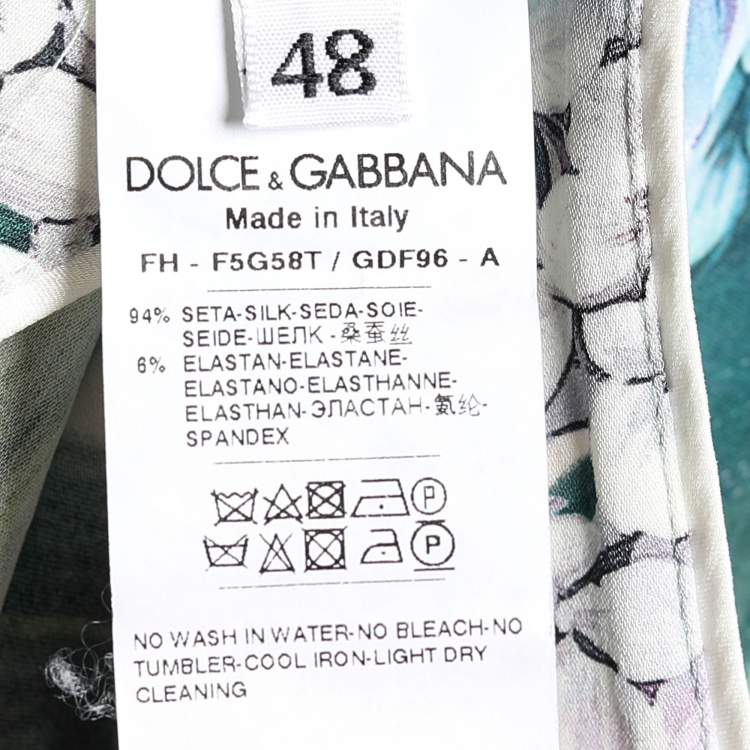 48
DOLCE & GABBANA
Made in Italy
FH - F5G58T / GDF96 - A
94% SETA-SILK-SEDA-SOIE-
SEIDE-ШЕЛК-桑蚕丝
6% ELASTAN-ELASTANE-
ELASTANO-ELASTHANNE-
ELASTHAN-ЭЛАСТАН-氨纶-
SPANDEX
P
P
NO WASH IN WATER-NO BLEACH-NO
TUMBLER-COOL IRON-LIGHT DRY
CLEANING